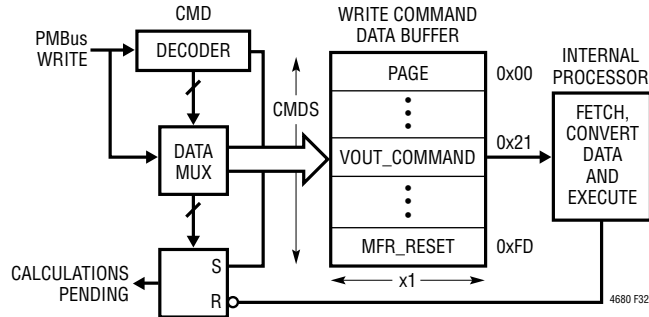 CMD
PMBus
WRITE
DECODER
DATA
MUX
CMDS
S
R
CALCULATIONS
PENDING
WRITE COMMAND
DATA BUFFER
PAGE
0x00
VOUT_COMMAND
0x21
MFR_RESET
0xFD
x1
INTERNAL
PROCESSOR
FETCH,
CONVERT
DATA
AND
EXECUTE
4680 F32